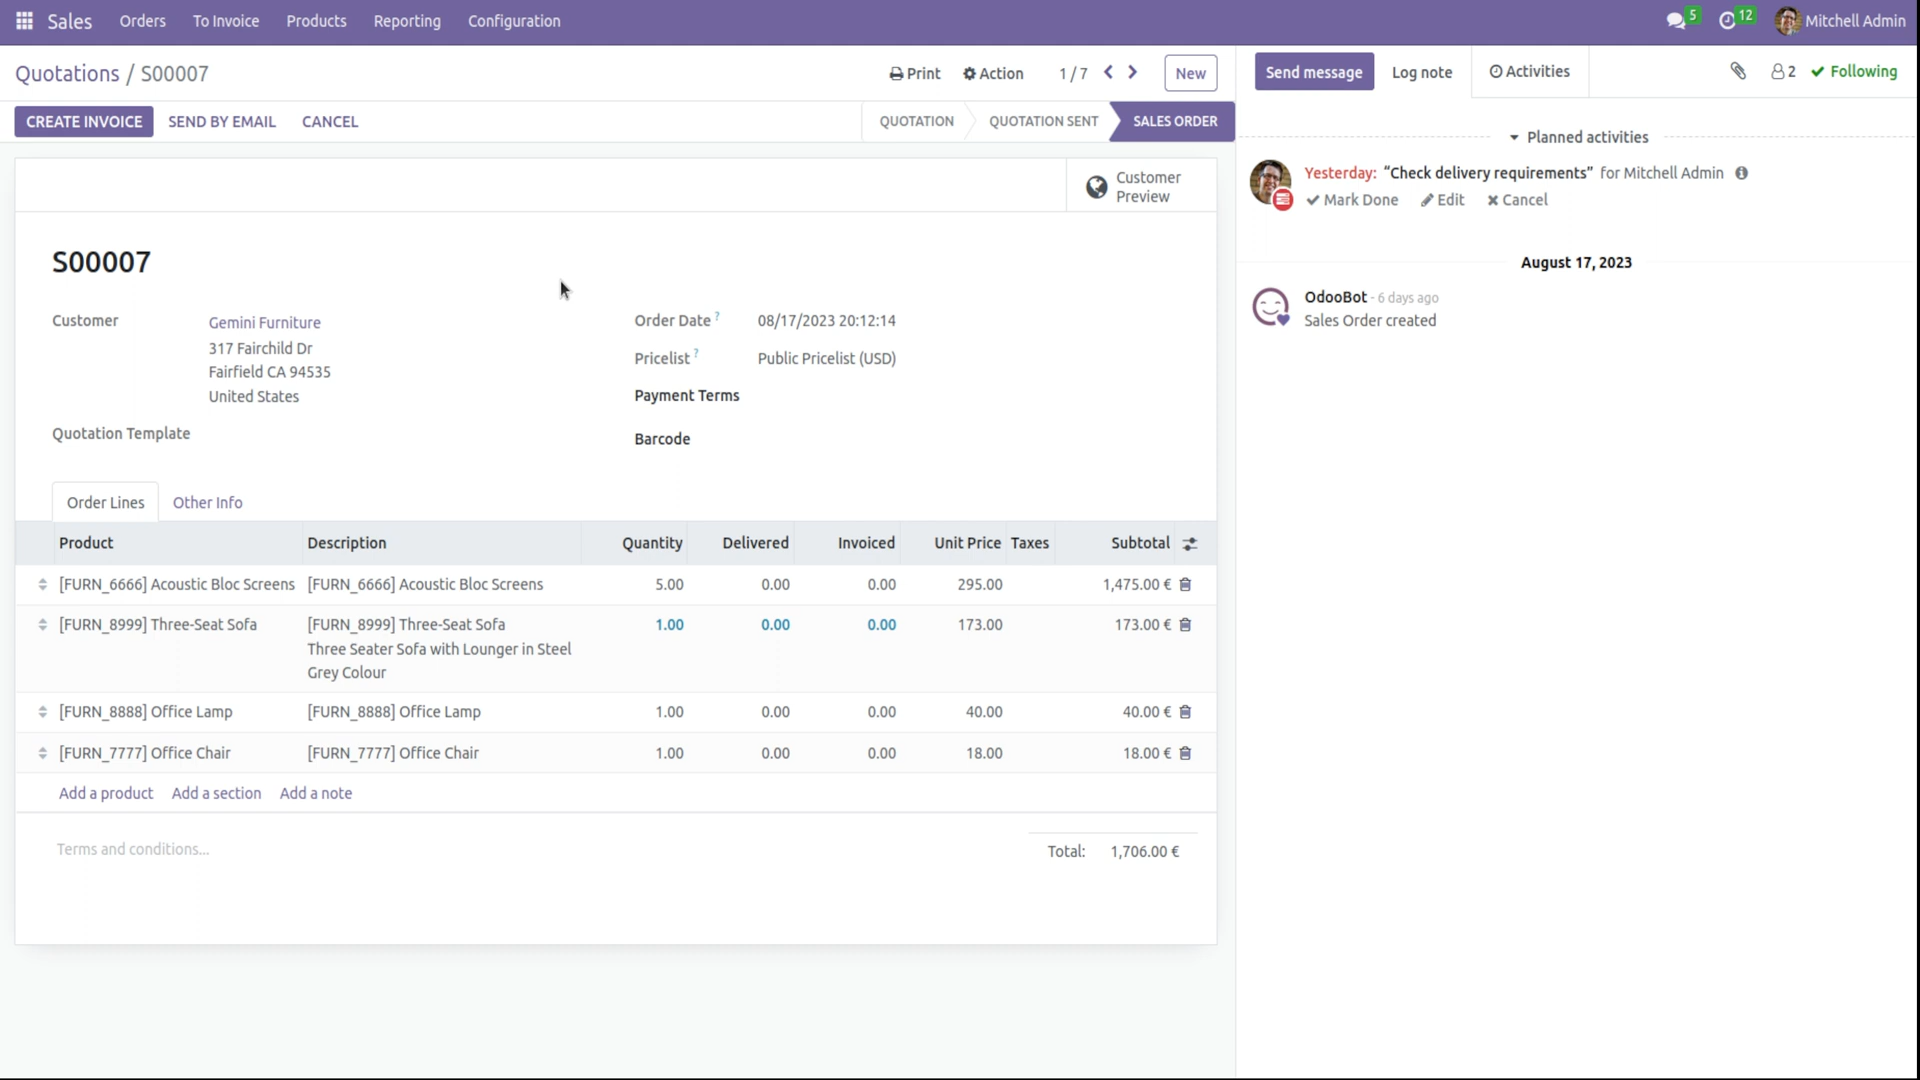 Sales Orders To Invoice Products Reporting Configuration 5 12 Mitchell Admin
Quotations / S00007 Print Action 1 / 7 New
Send message Log note Activities 2 Following
CREATE INVOICE SEND BY EMAIL CANCEL QUOTATION QUOTATION SENT SALES ORDER
Customer
Preview
S00007
Customer Gemini Furniture
317 Fairchild Dr
Fairfield CA 94535
United States
Quotation Template
Order Date ? 08/17/2023 20:12:14
Pricelist ? Public Pricelist (USD)
Payment Terms
Barcode
Order Lines Other Info
Product Description Quantity Delivered Invoiced Unit Price Taxes Subtotal
[FURN_6666] Acoustic Bloc Screens [FURN_6666] Acoustic Bloc Screens 5.00 0.00 0.00 295.00 1,475.00 €
[FURN_8999] Three-Seat Sofa [FURN_8999] Three-Seat Sofa 1.00 0.00 0.00 173.00 173.00 €
Three Seater Sofa with Lounger in Steel
Grey Colour
[FURN_8888] Office Lamp [FURN_8888] Office Lamp 1.00 0.00 0.00 40.00 40.00 €
[FURN_7777] Office Chair [FURN_7777] Office Chair 1.00 0.00 0.00 18.00 18.00 €
Add a product Add a section Add a note
Terms and conditions...
Total: 1,706.00 €
Planned activities
Yesterday: “Check delivery requirements” for Mitchell Admin
Mark Done Edit Cancel
August 17, 2023
OdooBot - 6 days ago
Sales Order created